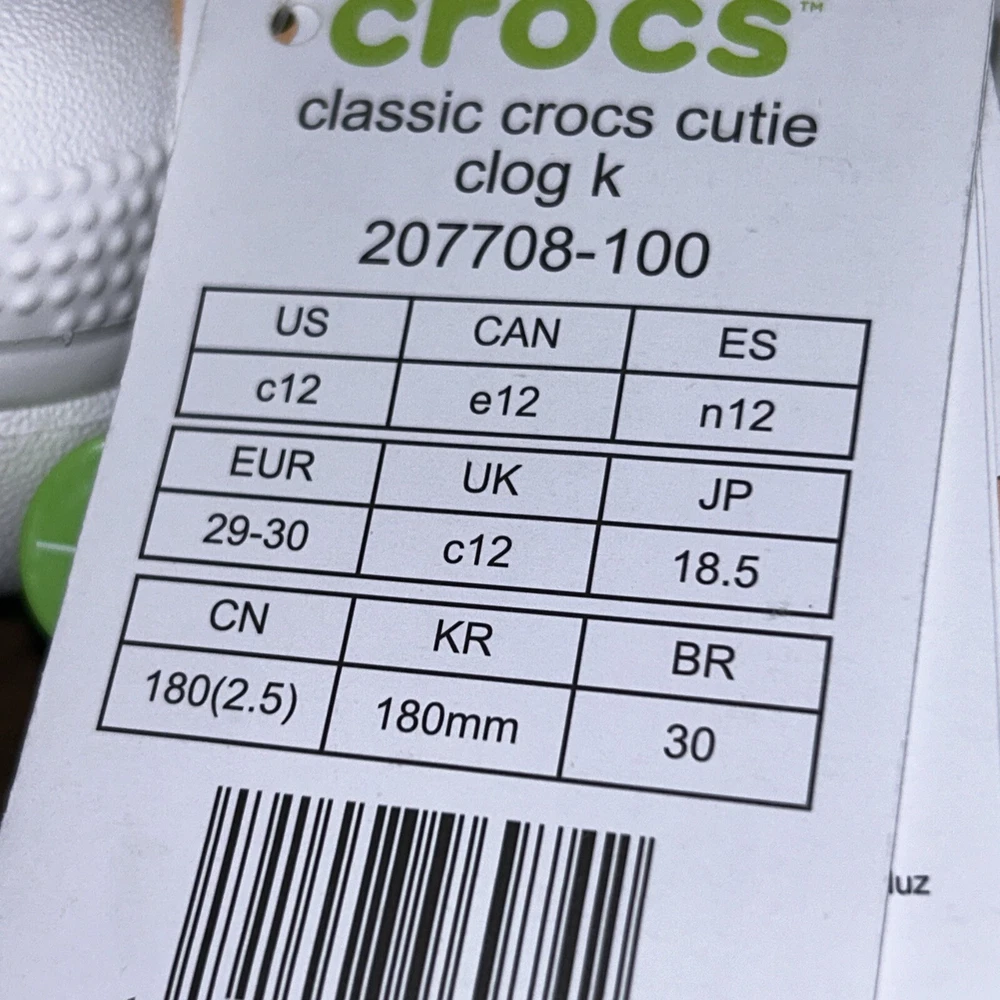 crocs™
classic crocs cutie
clog k
207708-100
US CAN ES
c12 e12 n12
EUR UK JP
29-30 c12 18.5
CN KR BR
180(2.5) 180mm 30
luz